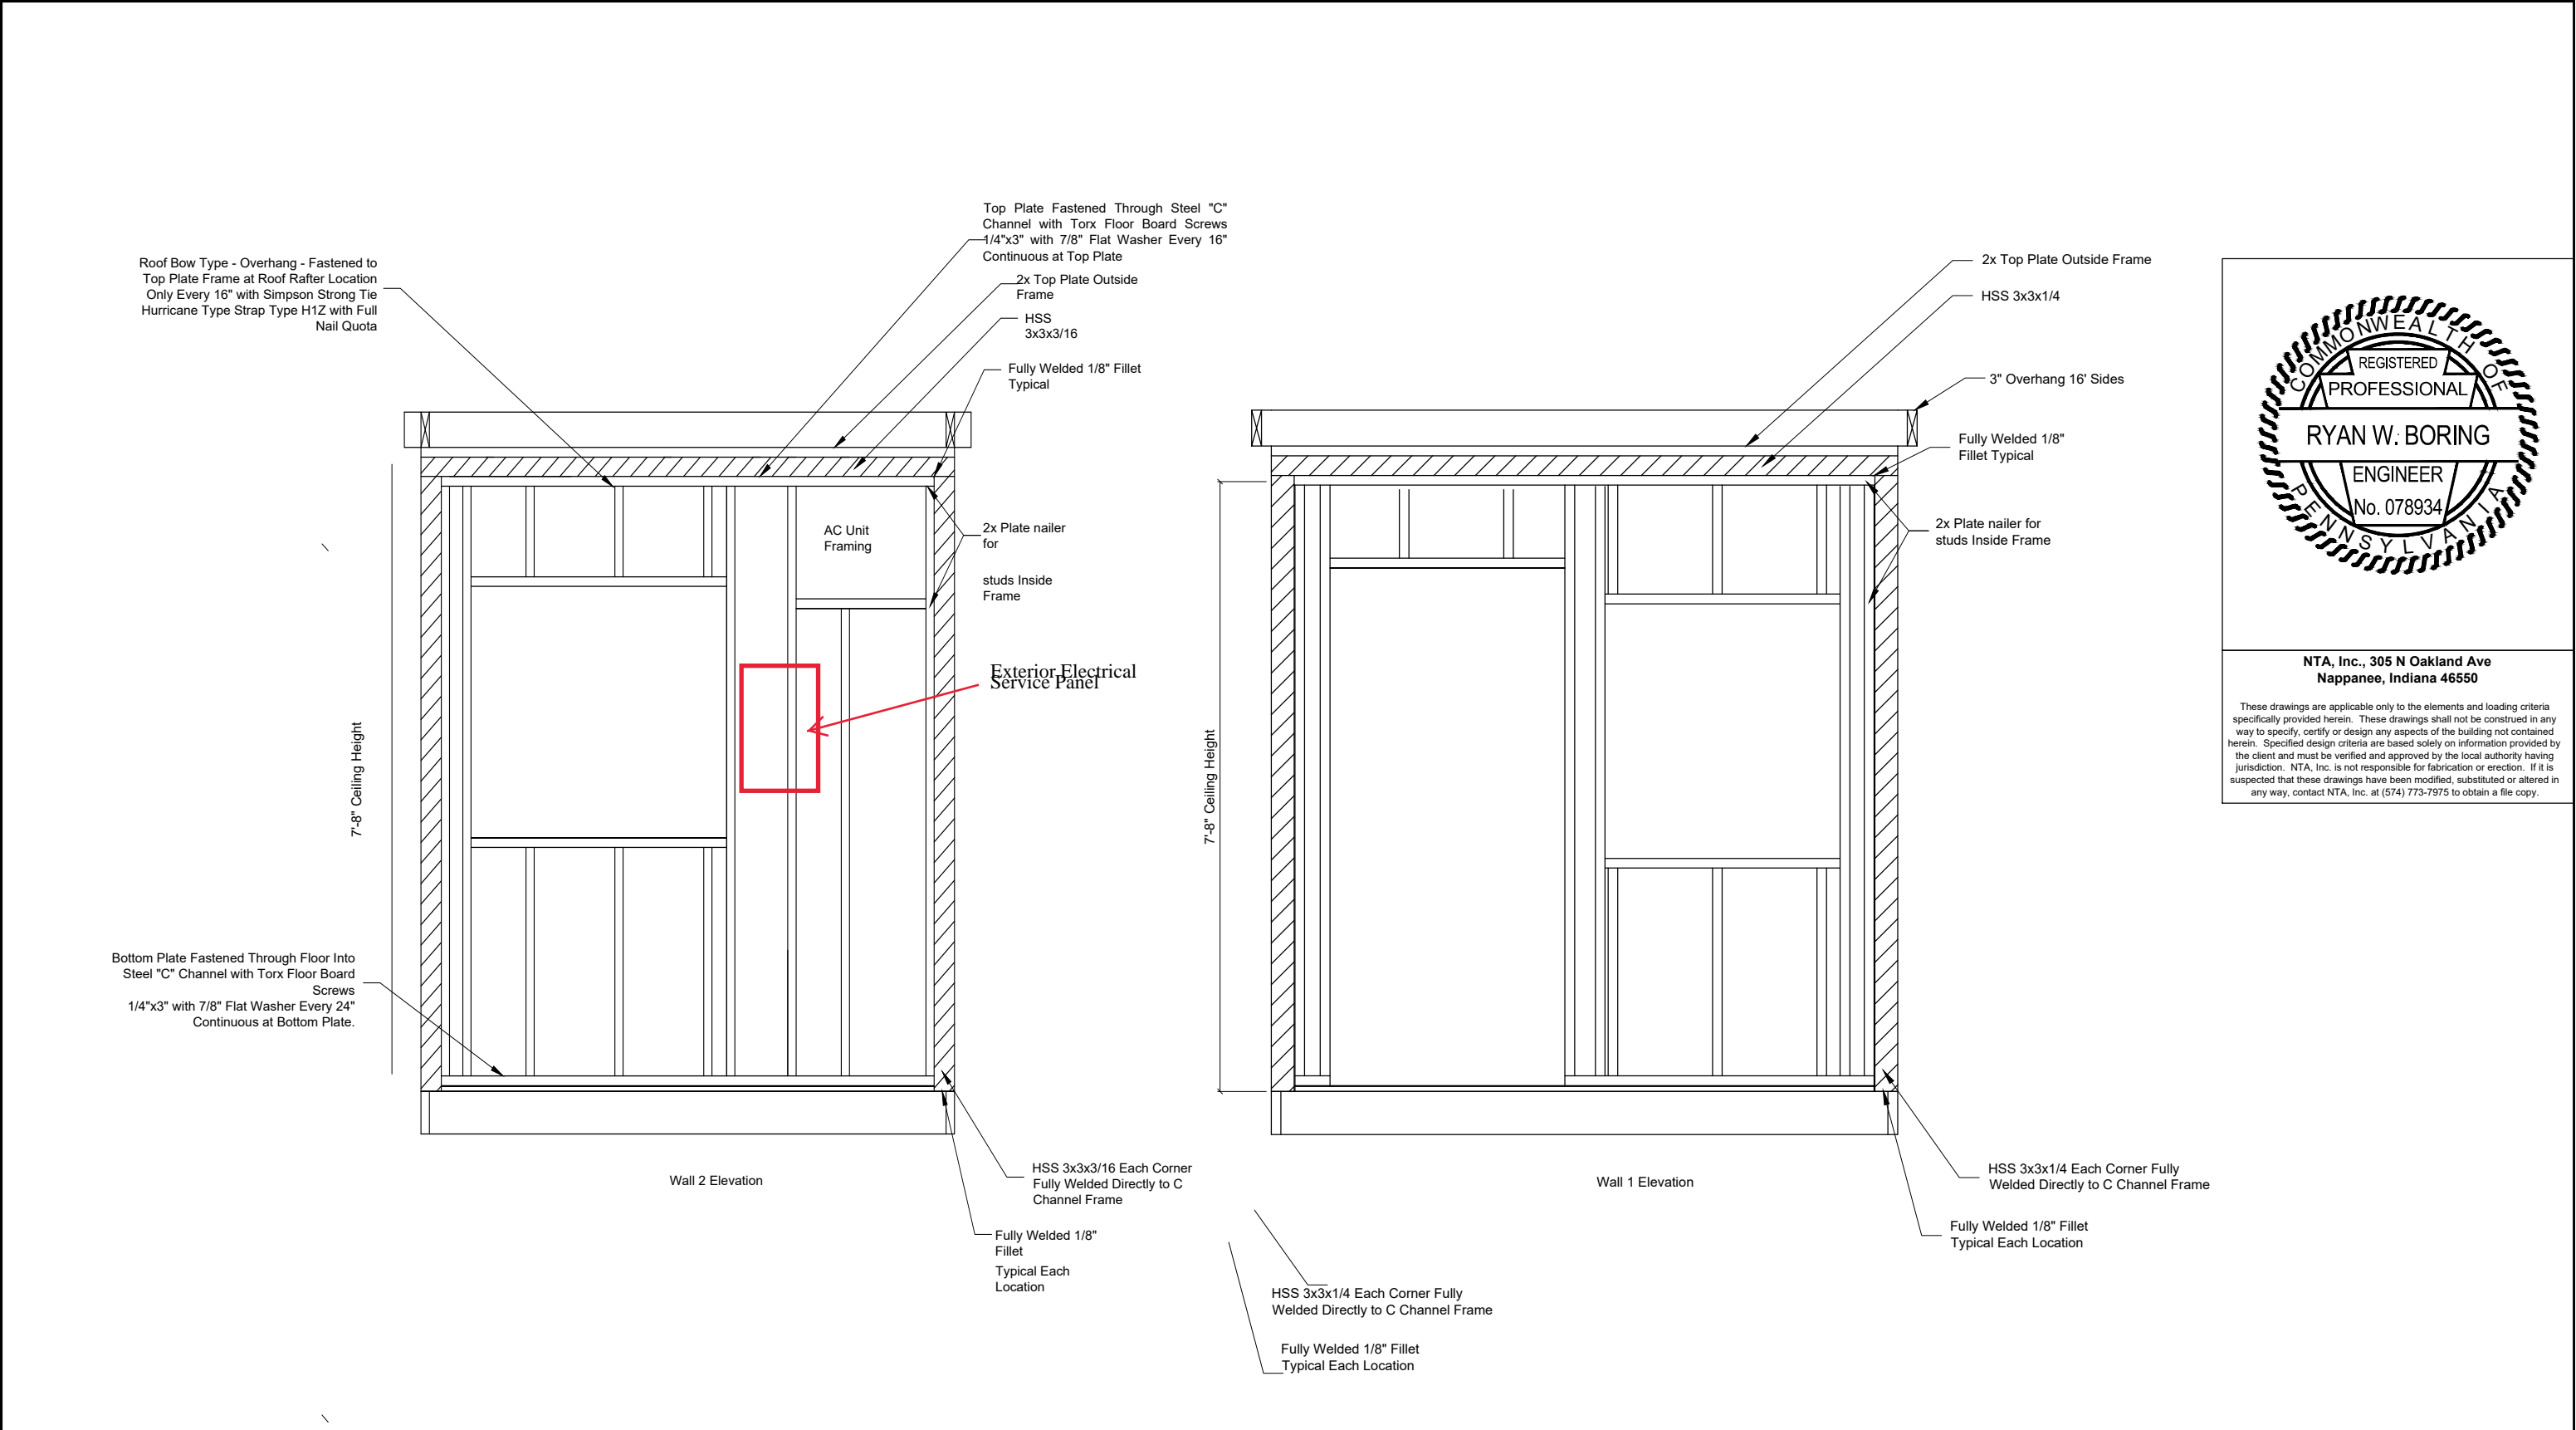 Top Plate Fastened Through Steel "C"
Channel with Torx Floor Board Screws
1/4"x3" with 7/8" Flat Washer Every 16"
Continuous at Top Plate
Roof Bow Type - Overhang - Fastened to
Top Plate Frame at Roof Rafter Location
Only Every 16" with Simpson Strong Tie
Hurricane Type Strap Type H1Z with Full
Nail Quota
2x Top Plate Outside
Frame
HSS
3x3x3/16
Fully Welded 1/8" Fillet
Typical
AC Unit
Framing
2x Plate nailer
for
studs Inside
Frame
Exterior Electrical
Service Panel
7'-8" Ceiling Height
Bottom Plate Fastened Through Floor Into
Steel "C" Channel with Torx Floor Board
Screws
1/4"x3" with 7/8" Flat Washer Every 24"
Continuous at Bottom Plate.
Wall 2 Elevation
HSS 3x3x3/16 Each Corner
Fully Welded Directly to C
Channel Frame
Fully Welded 1/8"
Fillet
Typical Each
Location
2x Top Plate Outside Frame
HSS 3x3x1/4
3" Overhang 16' Sides
Fully Welded 1/8"
Fillet Typical
2x Plate nailer for
studs Inside Frame
7'-8" Ceiling Height
Wall 1 Elevation
HSS 3x3x1/4 Each Corner Fully
Welded Directly to C Channel Frame
Fully Welded 1/8" Fillet
Typical Each Location
HSS 3x3x1/4 Each Corner Fully
Welded Directly to C Channel Frame
Fully Welded 1/8" Fillet
Typical Each Location
COMMONWEALTH OF
REGISTERED
PROFESSIONAL
RYAN W. BORING
ENGINEER
No. 078934
PENNSYLVANIA
NTA, Inc., 305 N Oakland Ave
Nappanee, Indiana 46550
These drawings are applicable only to the elements and loading criteria
specifically provided herein. These drawings shall not be construed in any
way to specify, certify or design any aspects of the building not contained
herein. Specified design criteria are based solely on information provided by
the client and must be verified and approved by the local authority having
jurisdiction. NTA, Inc. is not responsible for fabrication or erection. If it is
suspected that these drawings have been modified, substituted or altered in
any way, contact NTA, Inc. at (574) 773-7975 to obtain a file copy.